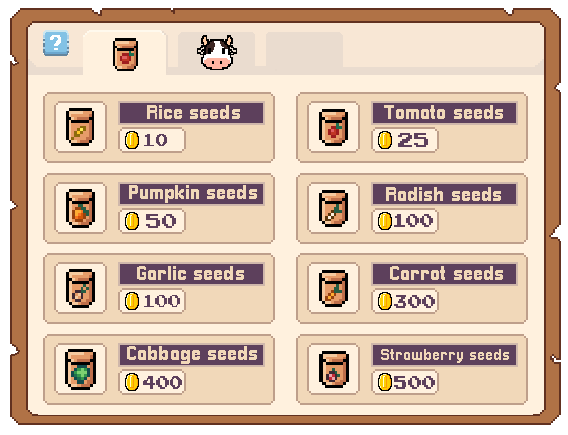 ?
Rice seeds
10
Tomato seeds
25
Pumpkin seeds
50
Radish seeds
100
Garlic seeds
100
Carrot seeds
300
Cabbage seeds
400
Strawberry seeds
500